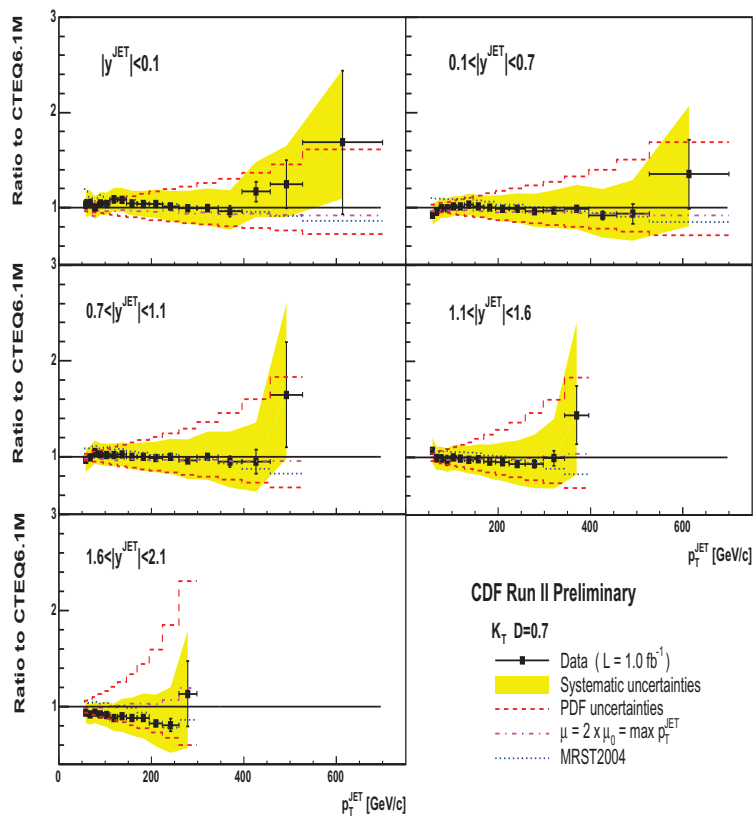 Ratio to CTEQ6.1M
3
2
1
|y^JET|<0.1
0.1<|y^JET|<0.7
Ratio to CTEQ6.1M
3
2
1
0.7<|y^JET|<1.1
1.1<|y^JET|<1.6
Ratio to CTEQ6.1M
3
2
1
1.6<|y^JET|<2.1
0 200 400 600
p_T^JET [GeV/c]
0 200 400 600
p_T^JET [GeV/c]
CDF Run II Preliminary
K_T D=0.7
Data ( L = 1.0 fb^-1)
Systematic uncertainties
PDF uncertainties
μ = 2 x μ_0 = max p_T^JET
MRST2004